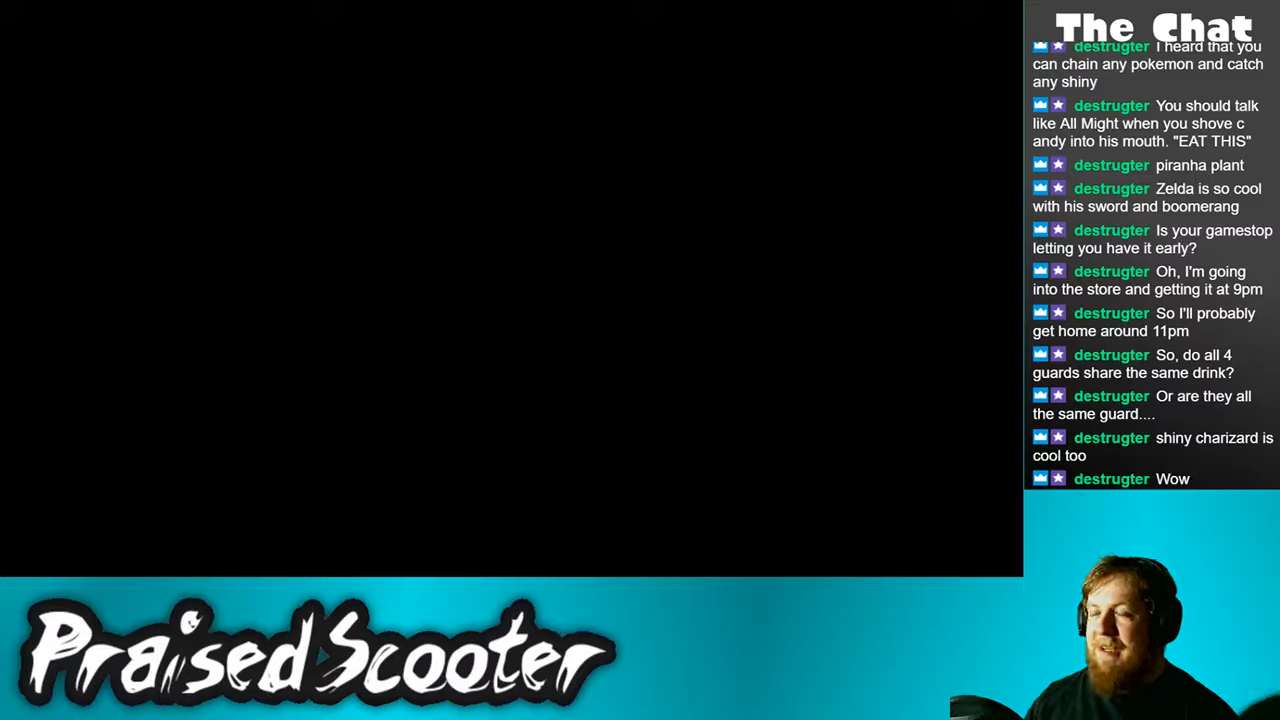 The Chat
destrugter I heard that you
can chain any pokemon and catch
any shiny
destrugter You should talk
like All Might when you shove c
andy into his mouth. "EAT THIS"
destrugter piranha plant
destrugter Zelda is so cool
with his sword and boomerang
destrugter Is your gamestop
letting you have it early?
destrugter Oh, I'm going
into the store and getting it at 9pm
destrugter So I'll probably
get home around 11pm
destrugter So, do all 4
guards share the same drink?
destrugter Or are they all
the same guard....
destrugter shiny charizard is
cool too
destrugter Wow
PraisedScooter